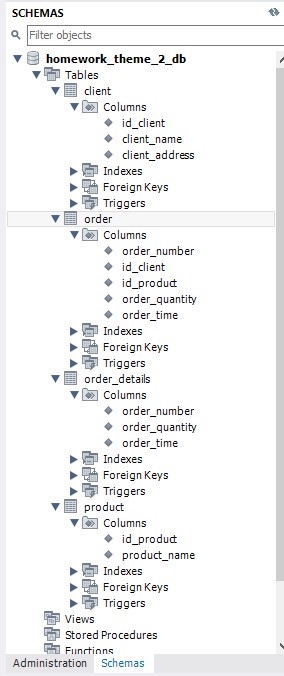 SCHEMAS
Filter objects
homework_theme_2_db
Tables
client
Columns
id_client
client_name
client_address
Indexes
Foreign Keys
Triggers
order
Columns
order_number
id_client
id_product
order_quantity
order_time
Indexes
Foreign Keys
Triggers
order_details
Columns
order_number
order_quantity
order_time
Indexes
Foreign Keys
Triggers
product
Columns
id_product
product_name
Indexes
Foreign Keys
Triggers
Views
Stored Procedures
Functions
Administration Schemas